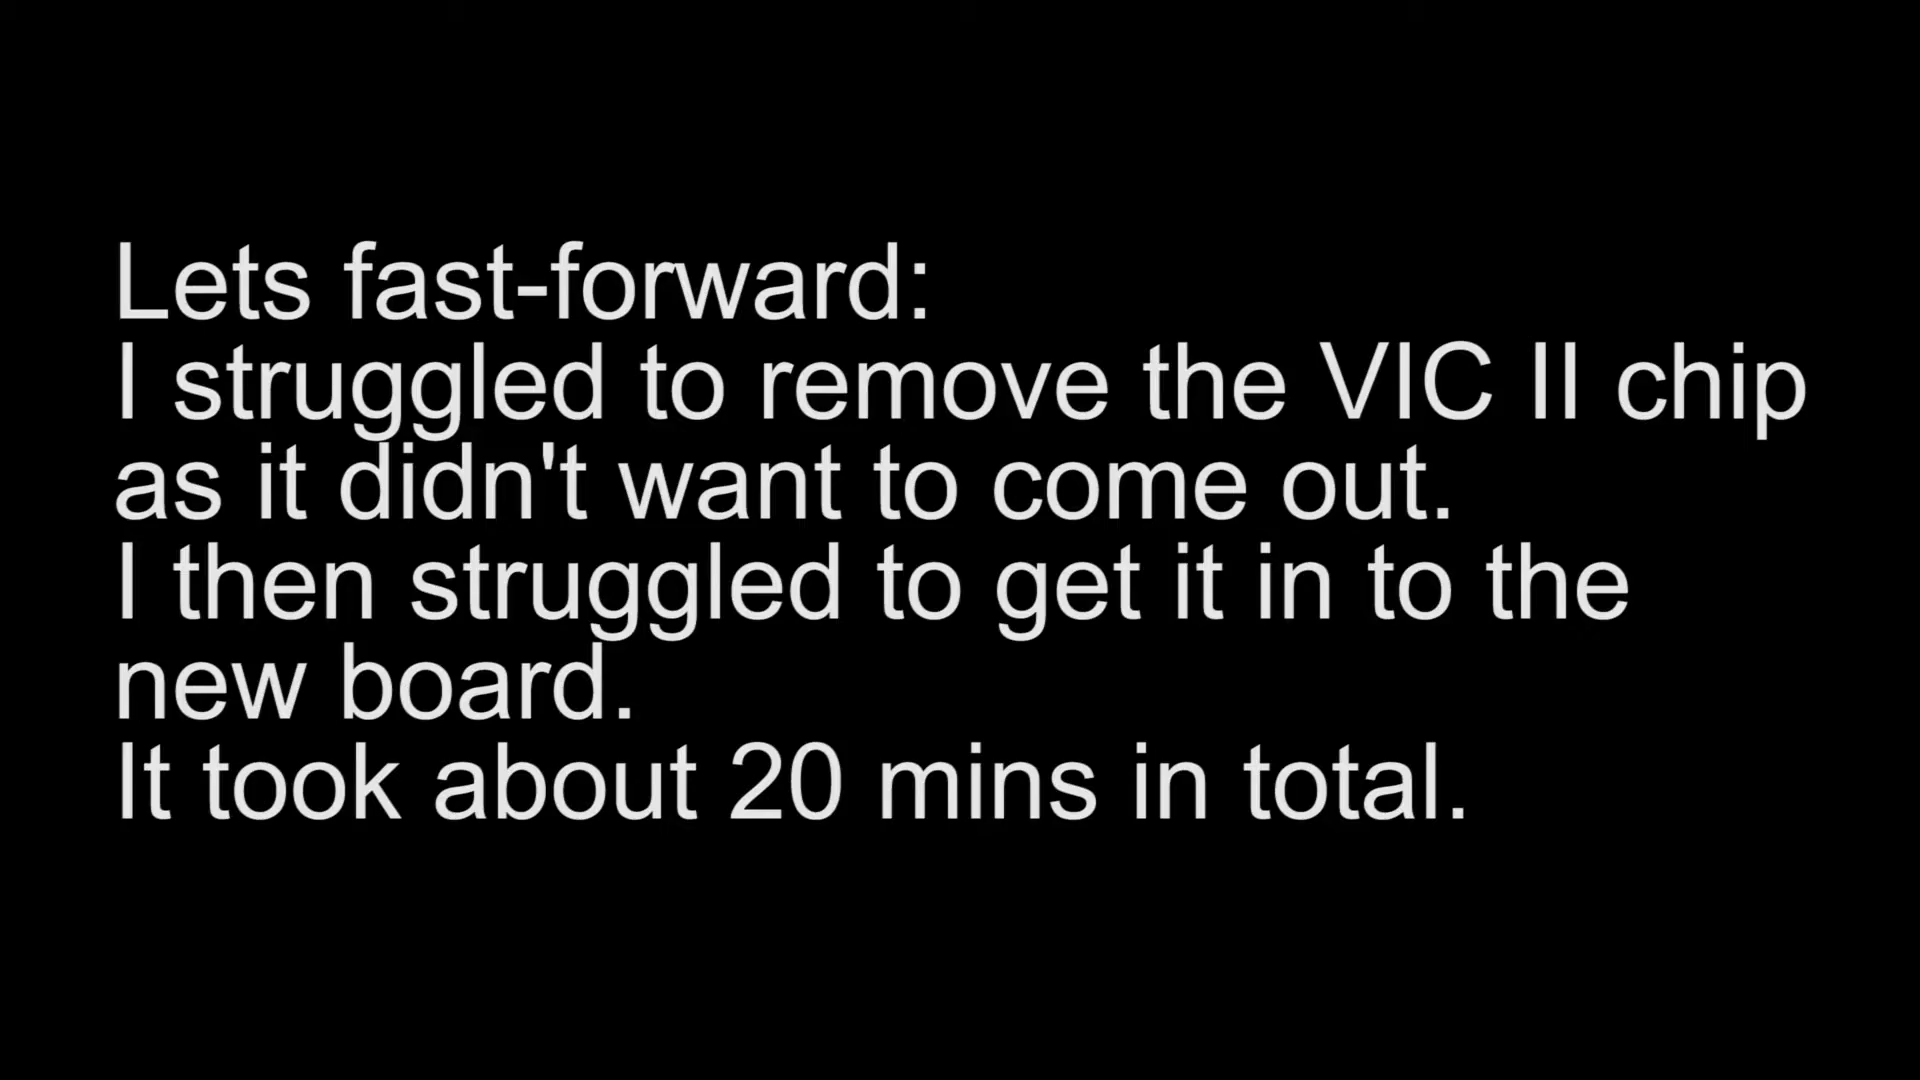 Lets fast-forward:
I struggled to remove the VIC II chip
as it didn't want to come out.
I then struggled to get it in to the
new board.
It took about 20 mins in total.